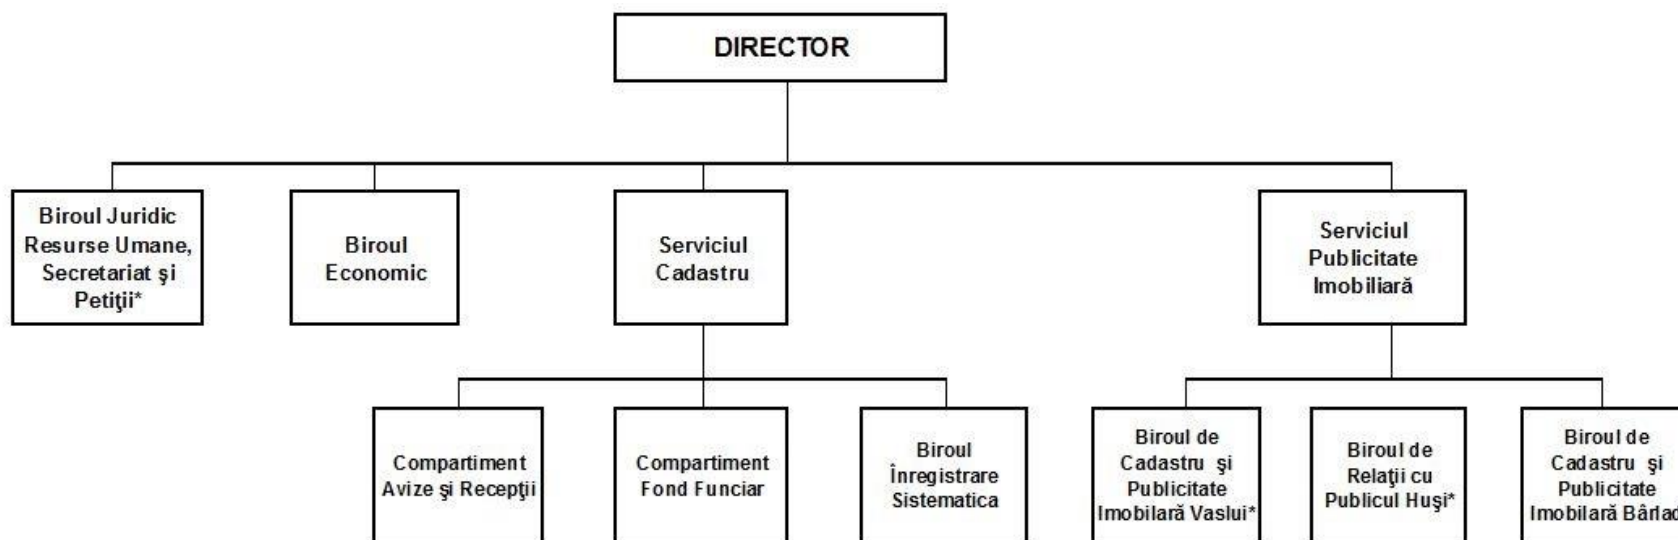 DIRECTOR
Biroul Juridic
Resurse Umane,
Secretariat şi
Petiţii*
Biroul
Economic
Serviciul
Cadastru
Serviciul
Publicitate
Imobiliară
Compartiment
Avize şi Recepţii
Compartiment
Fond Funciar
Biroul
Înregistrare
Sistematica
Biroul de
Cadastru şi
Publicitate
Imobilară Vaslui*
Biroul de
Relaţii cu
Publicul Huşi*
Biroul de
Cadastru şi
Publicitate
Imobilară Bârlad